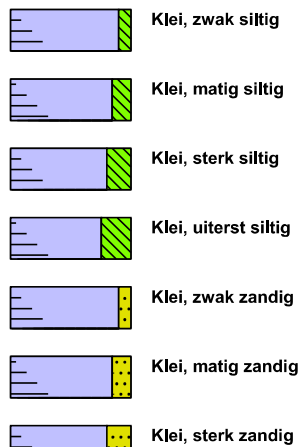 Klei, zwak siltig
Klei, matig siltig
Klei, sterk siltig
Klei, uiterst siltig
Klei, zwak zandig
Klei, matig zandig
Klei, sterk zandig